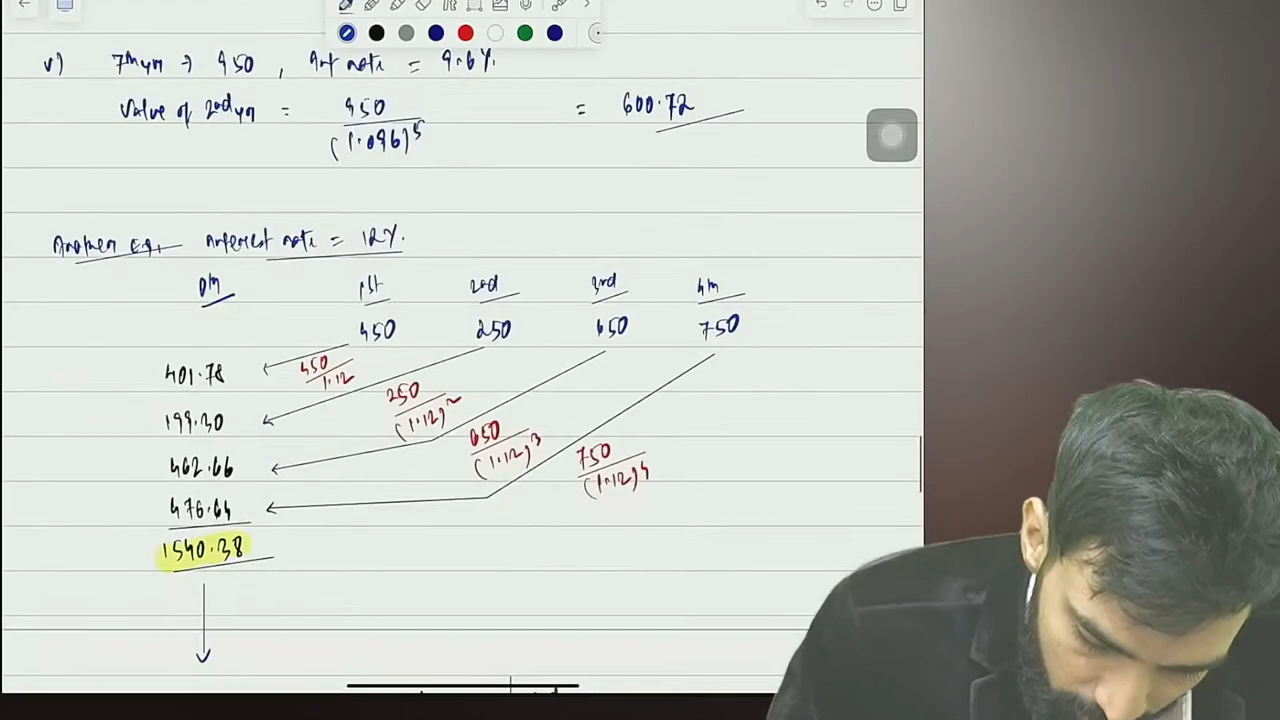 v) 7th yr → 950, Int rate = 9.6%.
Value of 2nd yr = 950 / (1.096)^5 = 600.72
Another Eg, Interest rate = 12%.
0th 1st 2nd 3rd 4th
450 250 650 750
401.78 450 / 1.12
199.30 250 / (1.12)^2
462.66 650 / (1.12)^3
476.64 750 / (1.12)^4
1540.38